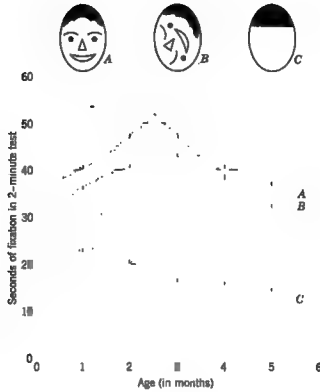 A B C
60
50
40
30
20
10
0
A
B
C
Seconds of fixation in 2-minute test
0 1 2 3 4 5 6
Age (in months)